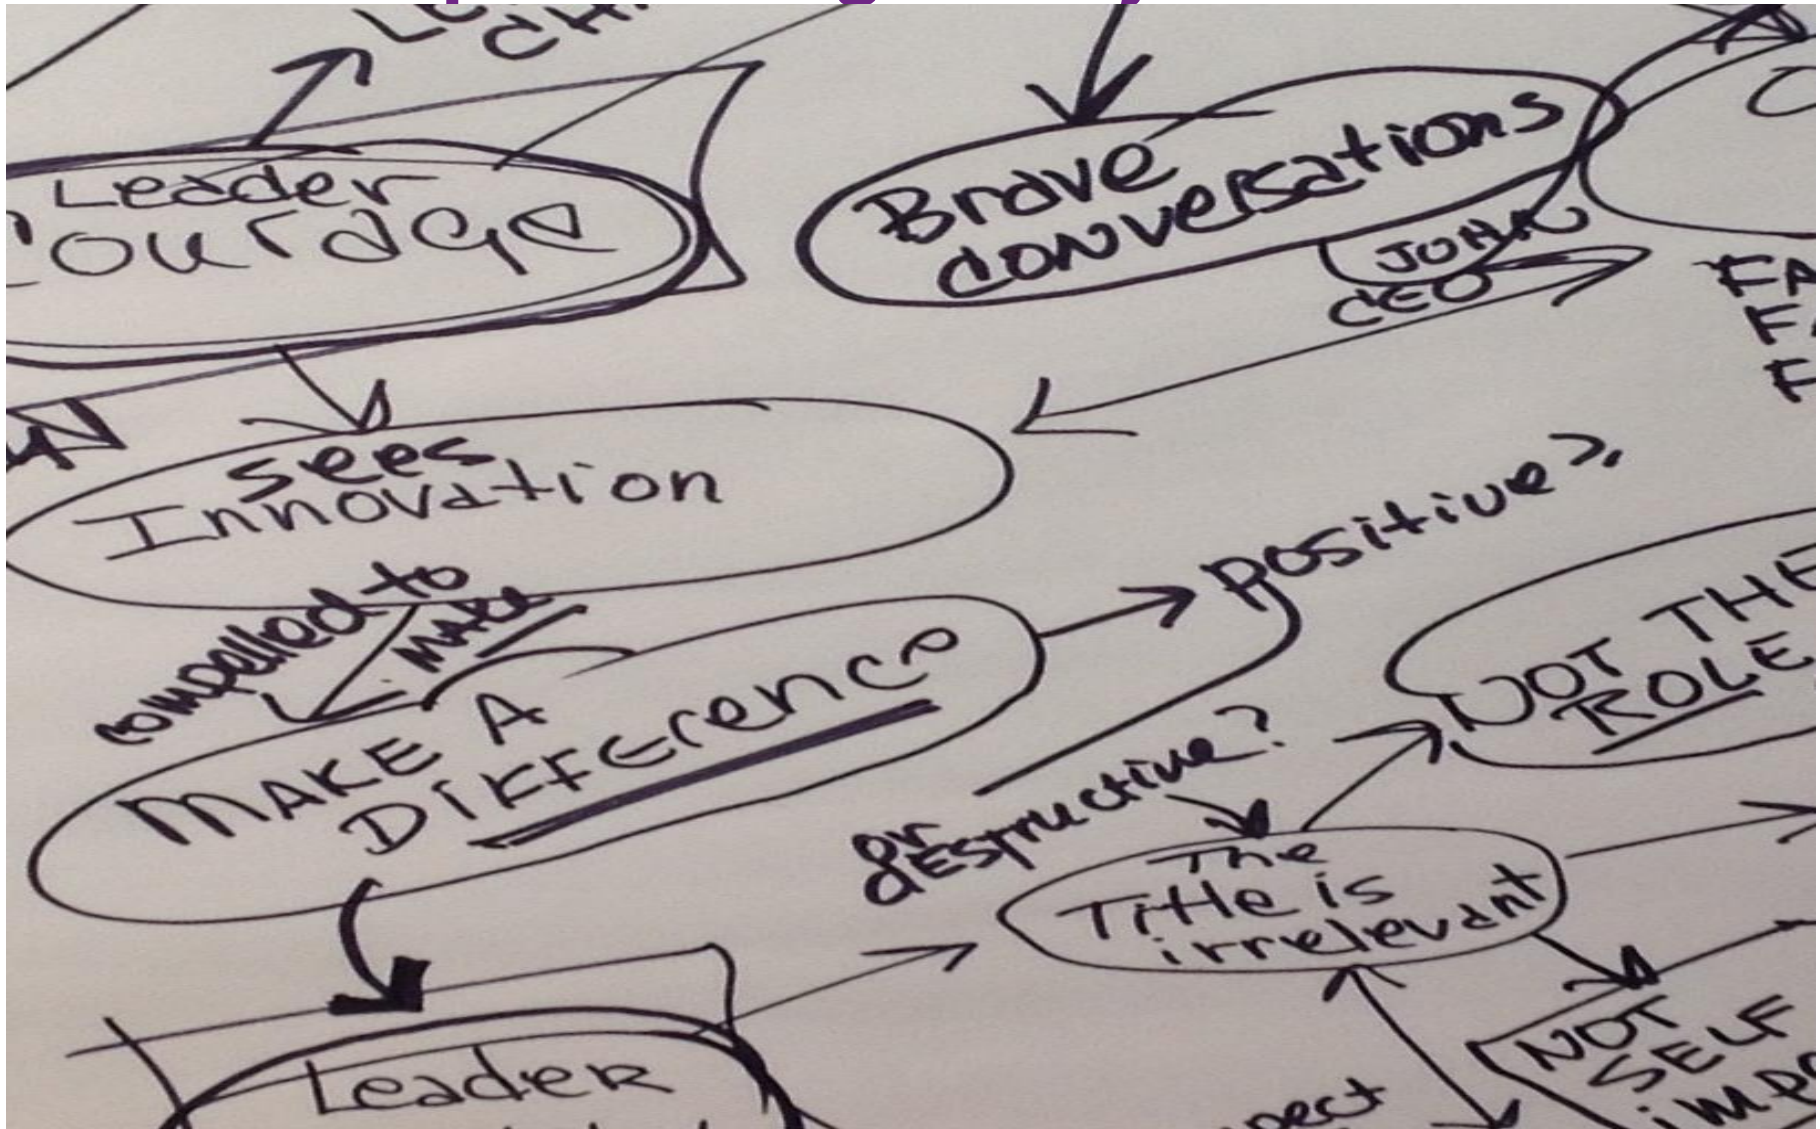 Leader
Courage
Brave
conversations
JOHN
CEO
sees
Innovation
compelled to
MAKE
MAKE A
DIFFerence
positive?
or
dESTructive?
NOT THE
ROLE
The
Title is
irrelevant
NOT
SELF
Leader